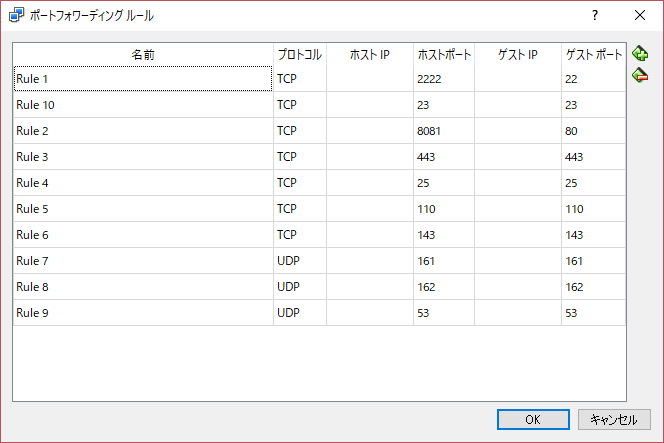 ポートフォワーディング ルール ?
名前 プロトコル ホスト IP ホストポート ゲスト IP ゲスト ポート
Rule 1 TCP 2222 22
Rule 10 TCP 23 23
Rule 2 TCP 8081 80
Rule 3 TCP 443 443
Rule 4 TCP 25 25
Rule 5 TCP 110 110
Rule 6 TCP 143 143
Rule 7 UDP 161 161
Rule 8 UDP 162 162
Rule 9 UDP 53 53
OK キャンセル